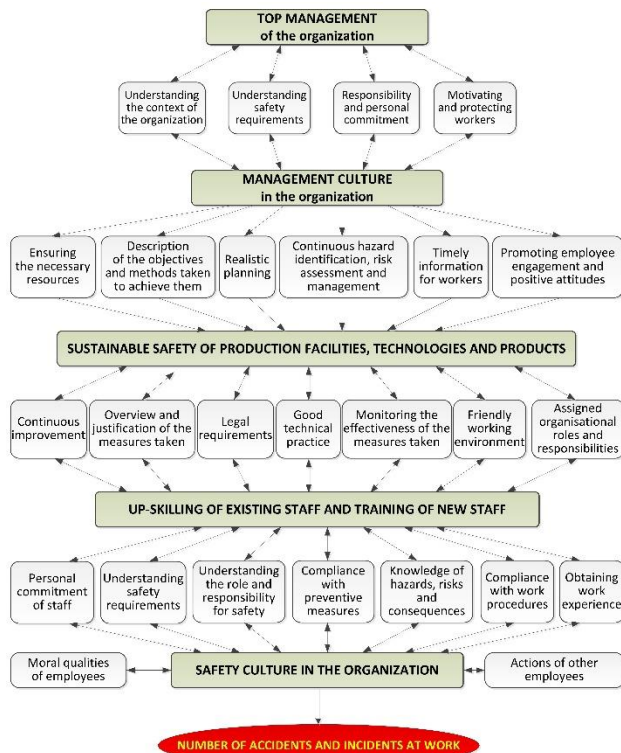 TOP MANAGEMENT
of the organization
Understanding
the context of
the organization
Understanding
safety
requirements
Responsibility
and personal
commitment
Motivating
and protecting
workers
MANAGEMENT CULTURE
in the organization
Ensuring
the necessary
resources
Description
of the objectives
and methods taken
to achieve them
Realistic
planning
Continuous hazard
identification, risk
assessment and
management
Timely
information
for workers
Promoting employee
engagement and
positive attitudes
SUSTAINABLE SAFETY OF PRODUCTION FACILITIES, TECHNOLOGIES AND PRODUCTS
Continuous
improvement
Overview and
justification of the
measures taken
Legal
requirements
Good
technical
practice
Monitoring the
effectiveness of the
measures taken
Friendly
working
environment
Assigned
organisational
roles and
responsibilities
UP-SKILLING OF EXISTING STAFF AND TRAINING OF NEW STAFF
Personal
commitment
of staff
Understanding
safety
requirements
Understanding
the role and
responsibility
for safety
Compliance
with
preventive
measures
Knowledge of
hazards, risks
and
consequences
Compliance
with work
procedures
Obtaining
work
experience
Moral qualities
of employees
SAFETY CULTURE IN THE ORGANIZATION
Actions of other
employees
NUMBER OF ACCIDENTS AND INCIDENTS AT WORK